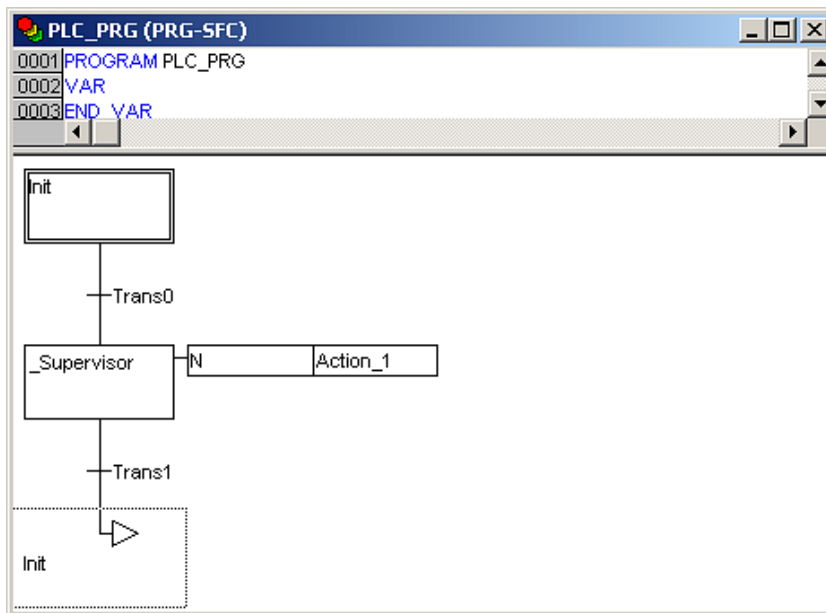 PLC_PRG (PRG-SFC)
0001 PROGRAM PLC_PRG
0002 VAR
0003 END_VAR
Init
Trans0
_Supervisor N Action_1
Trans1
Init